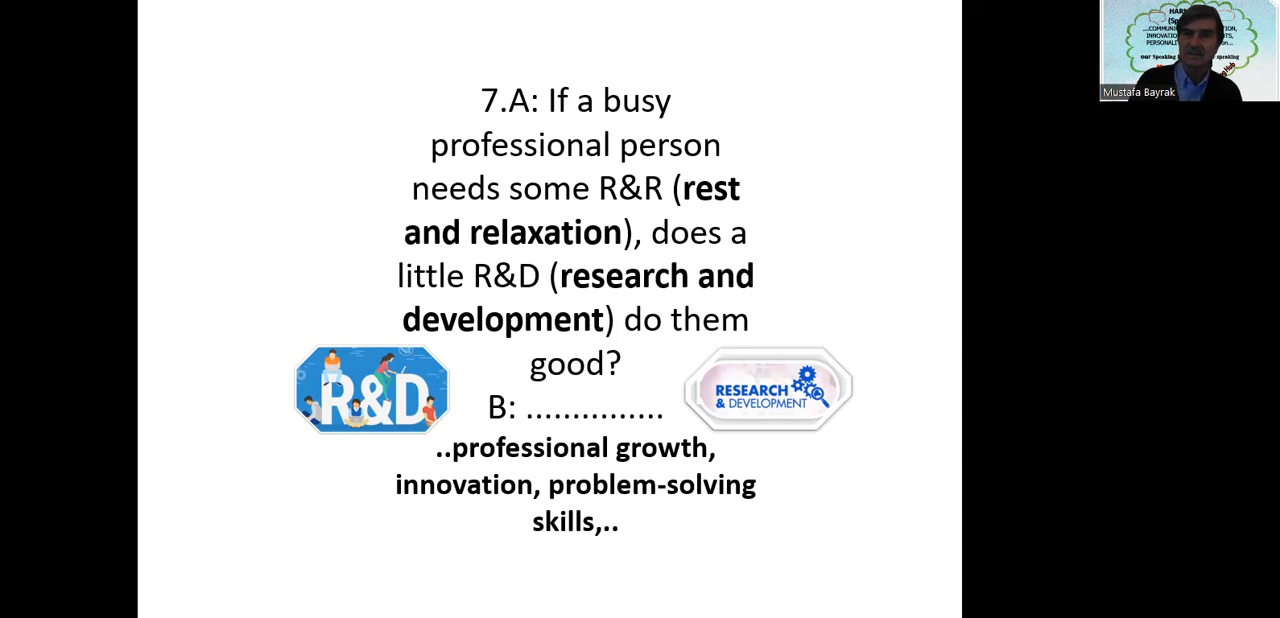 7.A: If a busy
professional person
needs some R&R (rest
and relaxation), does a
little R&D (research and
development) do them
good?
B: ...............
..professional growth,
innovation, problem-solving
skills,..
R&D
RESEARCH
& DEVELOPMENT
Mustafa Bayrak